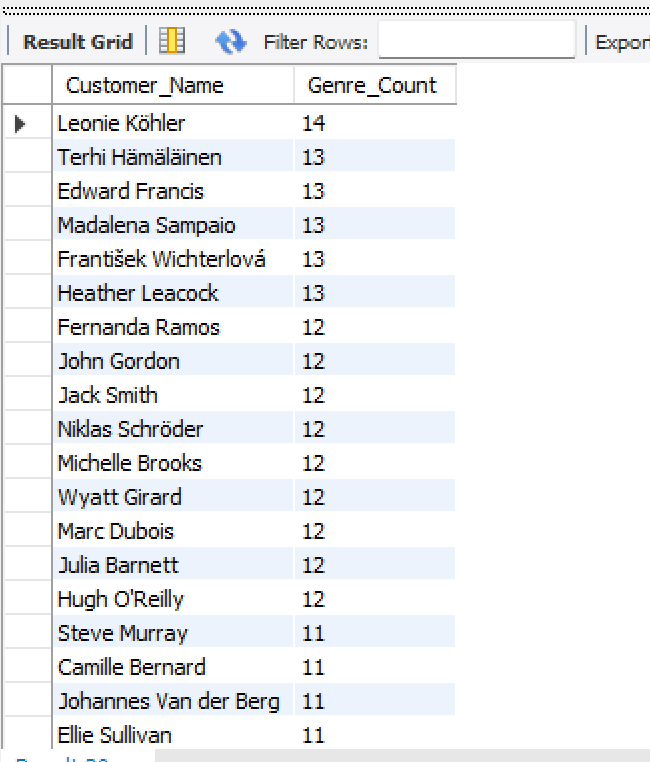 Result Grid Filter Rows: Export
Customer_Name Genre_Count
Leonie Köhler 14
Terhi Hämäläinen 13
Edward Francis 13
Madalena Sampaio 13
František Wichterlová 13
Heather Leacock 13
Fernanda Ramos 12
John Gordon 12
Jack Smith 12
Niklas Schröder 12
Michelle Brooks 12
Wyatt Girard 12
Marc Dubois 12
Julia Barnett 12
Hugh O'Reilly 12
Steve Murray 11
Camille Bernard 11
Johannes Van der Berg 11
Ellie Sullivan 11